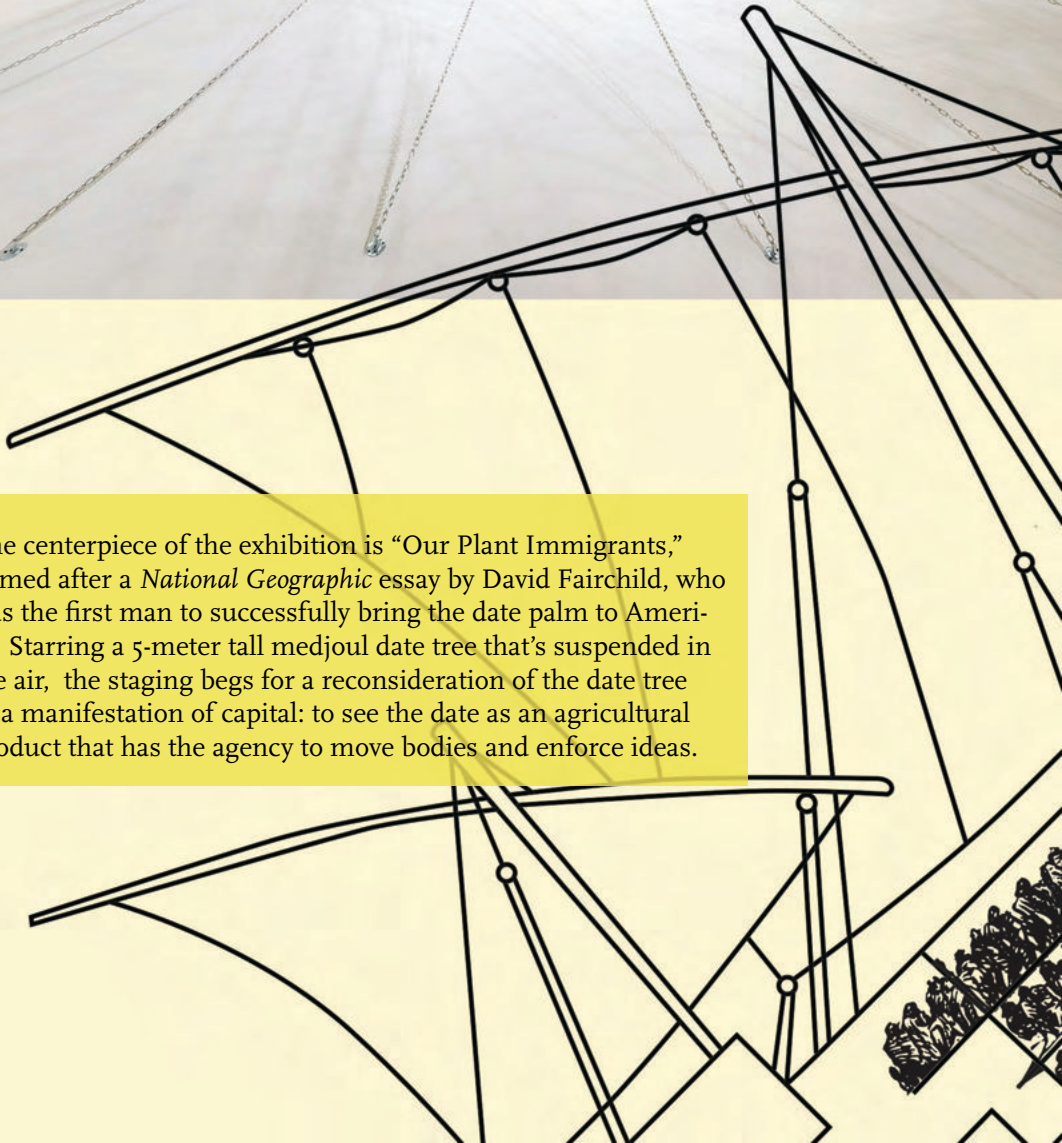 centerpiece of the exhibition is “Our Plant Immigrants,”
after a National Geographic essay by David Fairchild, who
the first man to successfully bring the date palm to Ameri-
Starring a 5-meter tall medjoul date tree that’s suspended in
air, the staging begs for a reconsideration of the date tree
a manifestation of capital: to see the date as an agricultural
that has the agency to move bodies and enforce ideas.